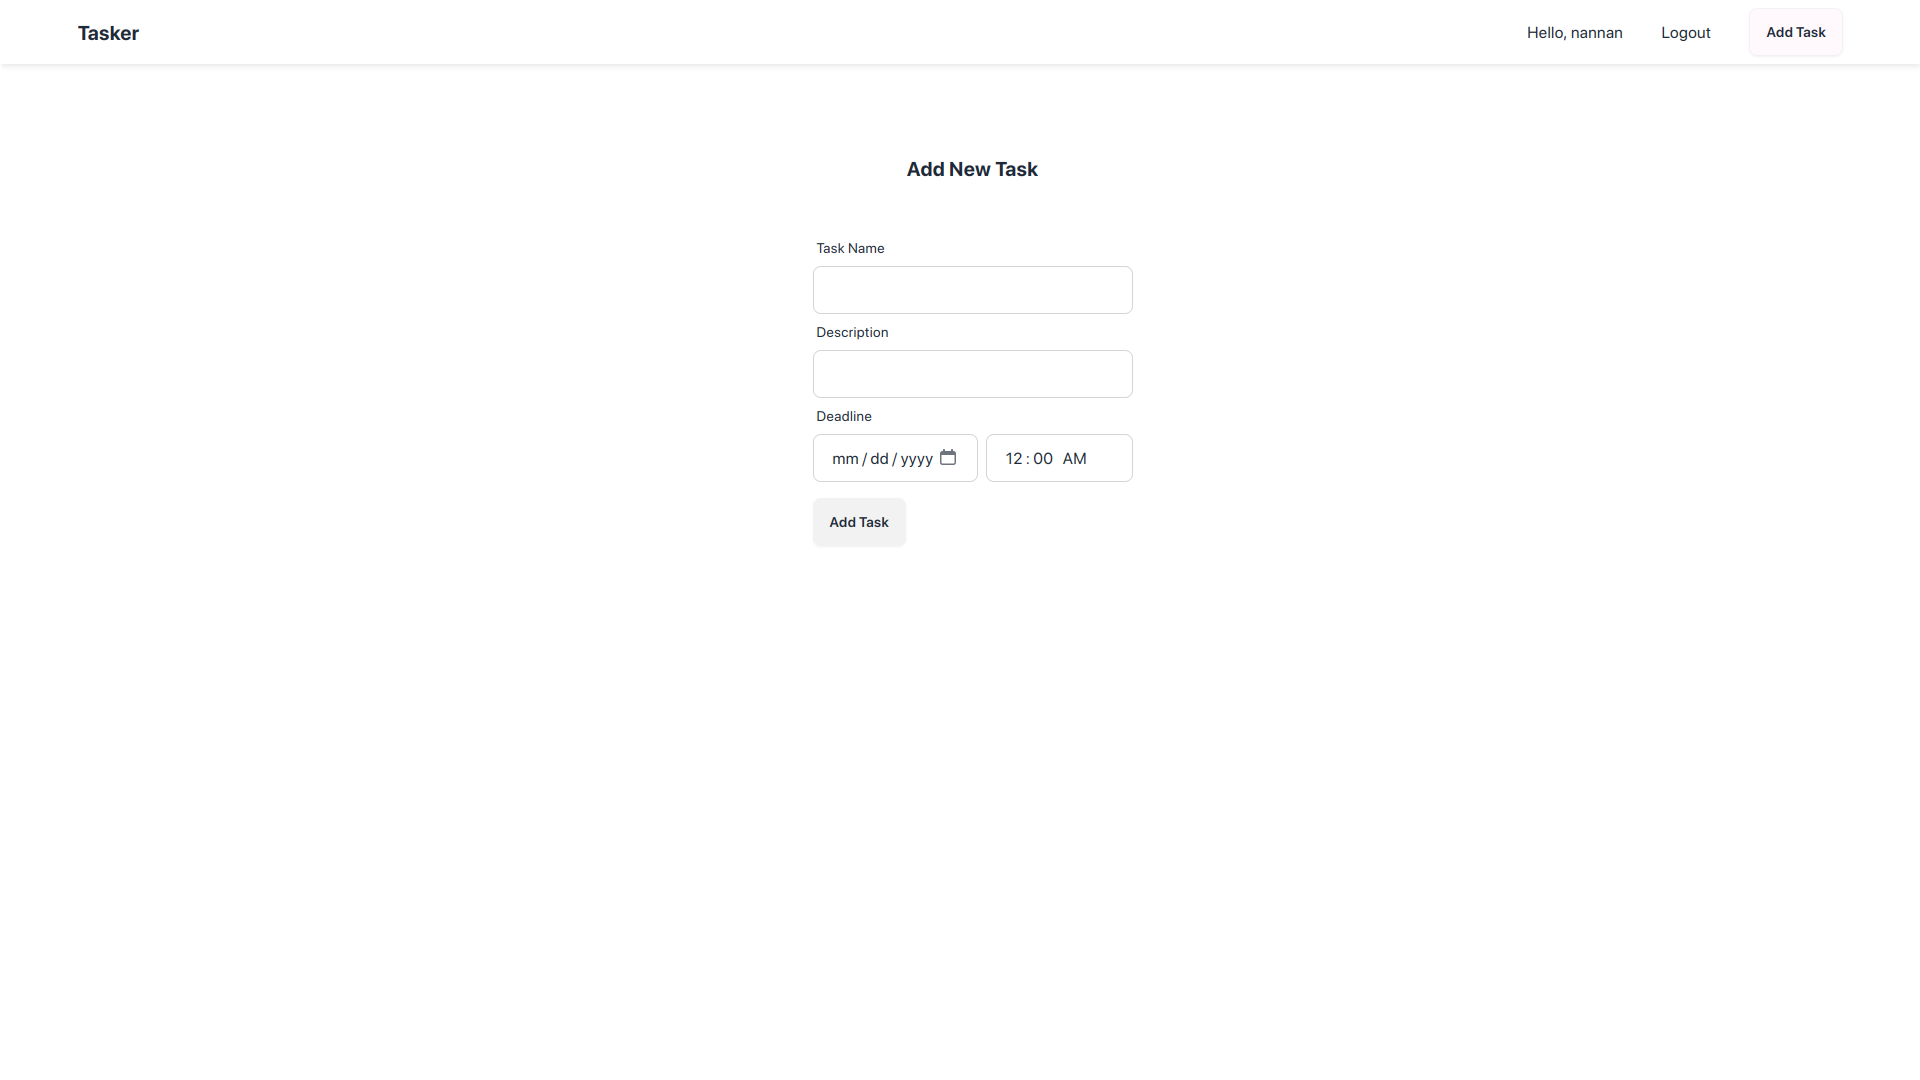 Tasker
Hello, nannan
Logout
Add Task
Add New Task
Task Name
Description
Deadline
mm/dd/yyyy
12:00 AM
Add Task